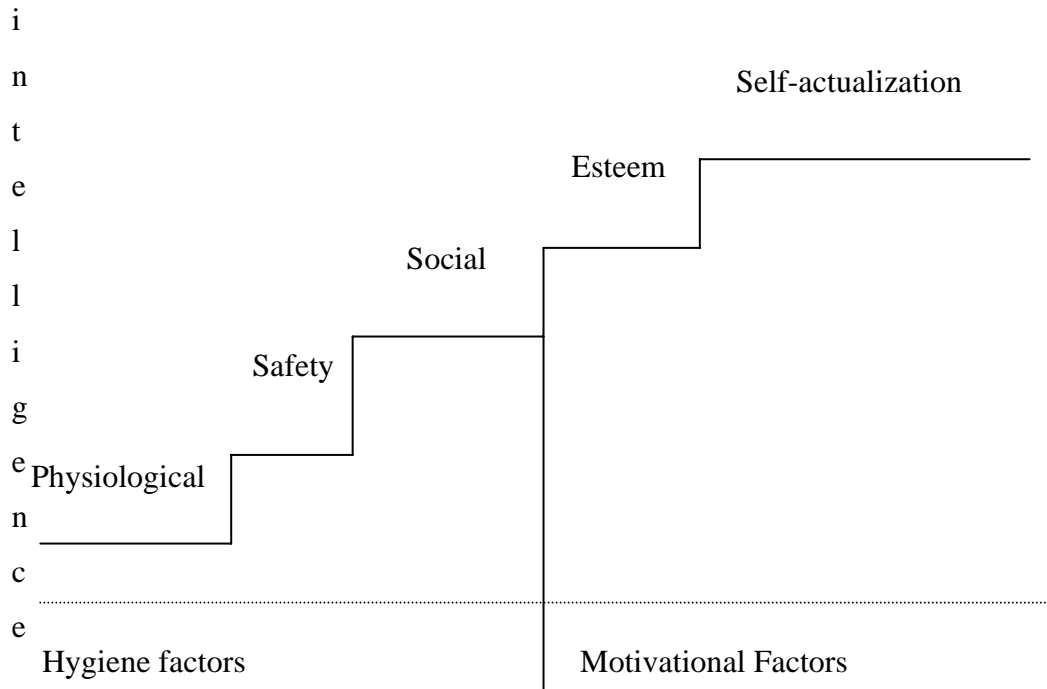 i
n
t
e
l
l
i
g
e
n
c
e
Self-actualization
Esteem
Social
Safety
Physiological
Hygiene factors
Motivational Factors